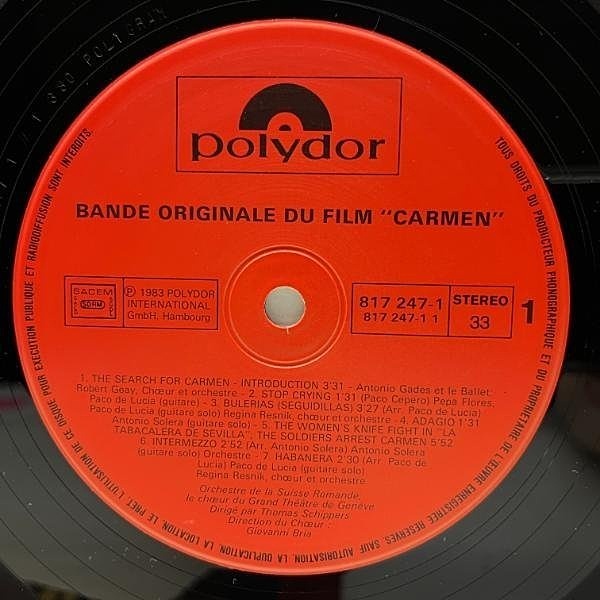 polydor
BANDE ORIGINALE DU FILM "CARMEN"
SACEM
SDRM
℗ 1983 POLYDOR
INTERNATIONAL
GmbH, Hambourg
817 247-1
817 247-1 1
STEREO
33
1
1. THE SEARCH FOR CARMEN - INTRODUCTION 3'31 - Antonio Gades et le Ballet
Robert Geay, Chœur et orchestre - 2. STOP CRYING 1'31 (Paco Cepero) Pepa Flores,
Paco de Lucia (guitare) - 3. BULERIAS (SEGUIDILLAS) 3'27 (Arr. Paco de Lucia)
Paco de Lucia (guitare solo) Regina Resnik, chœur et orchestre - 4. ADAGIO 1'31
Antonio Solera (guitare solo) - 5. THE WOMEN'S KNIFE FIGHT IN "LA
TABACALERA DE SEVILLA", THE SOLDIERS ARREST CARMEN 5'52
6. INTERMEZZO 2'52 (Arr. Antonio Solera) Antonio Solera
(guitare solo) Orchestre - 7. HABANERA 2'30 (Arr. Paco de
Lucia) Paco de Lucia (guitare solo)
Regina Resnik, chœur et orchestre
Orchestre de la Suisse Romande,
le chœur du Grand Théâtre de Genève
Dirigé par Thomas Schippers
Direction du Chœur :
Giovanni Bria
TOUS DROITS DU PRODUCTEUR PHONOGRAPHIQUE ET DU PROPRIETAIRE DE L'ŒUVRE ENREGISTREE RESERVES. SAUF AUTORISATION, LA DUPLICATION, LA LOCATION, LE PRET, L'UTILISATION DE CE DISQUE POUR EXECUTION PUBLIQUE ET RADIODIFFUSION SONT INTERDITS.